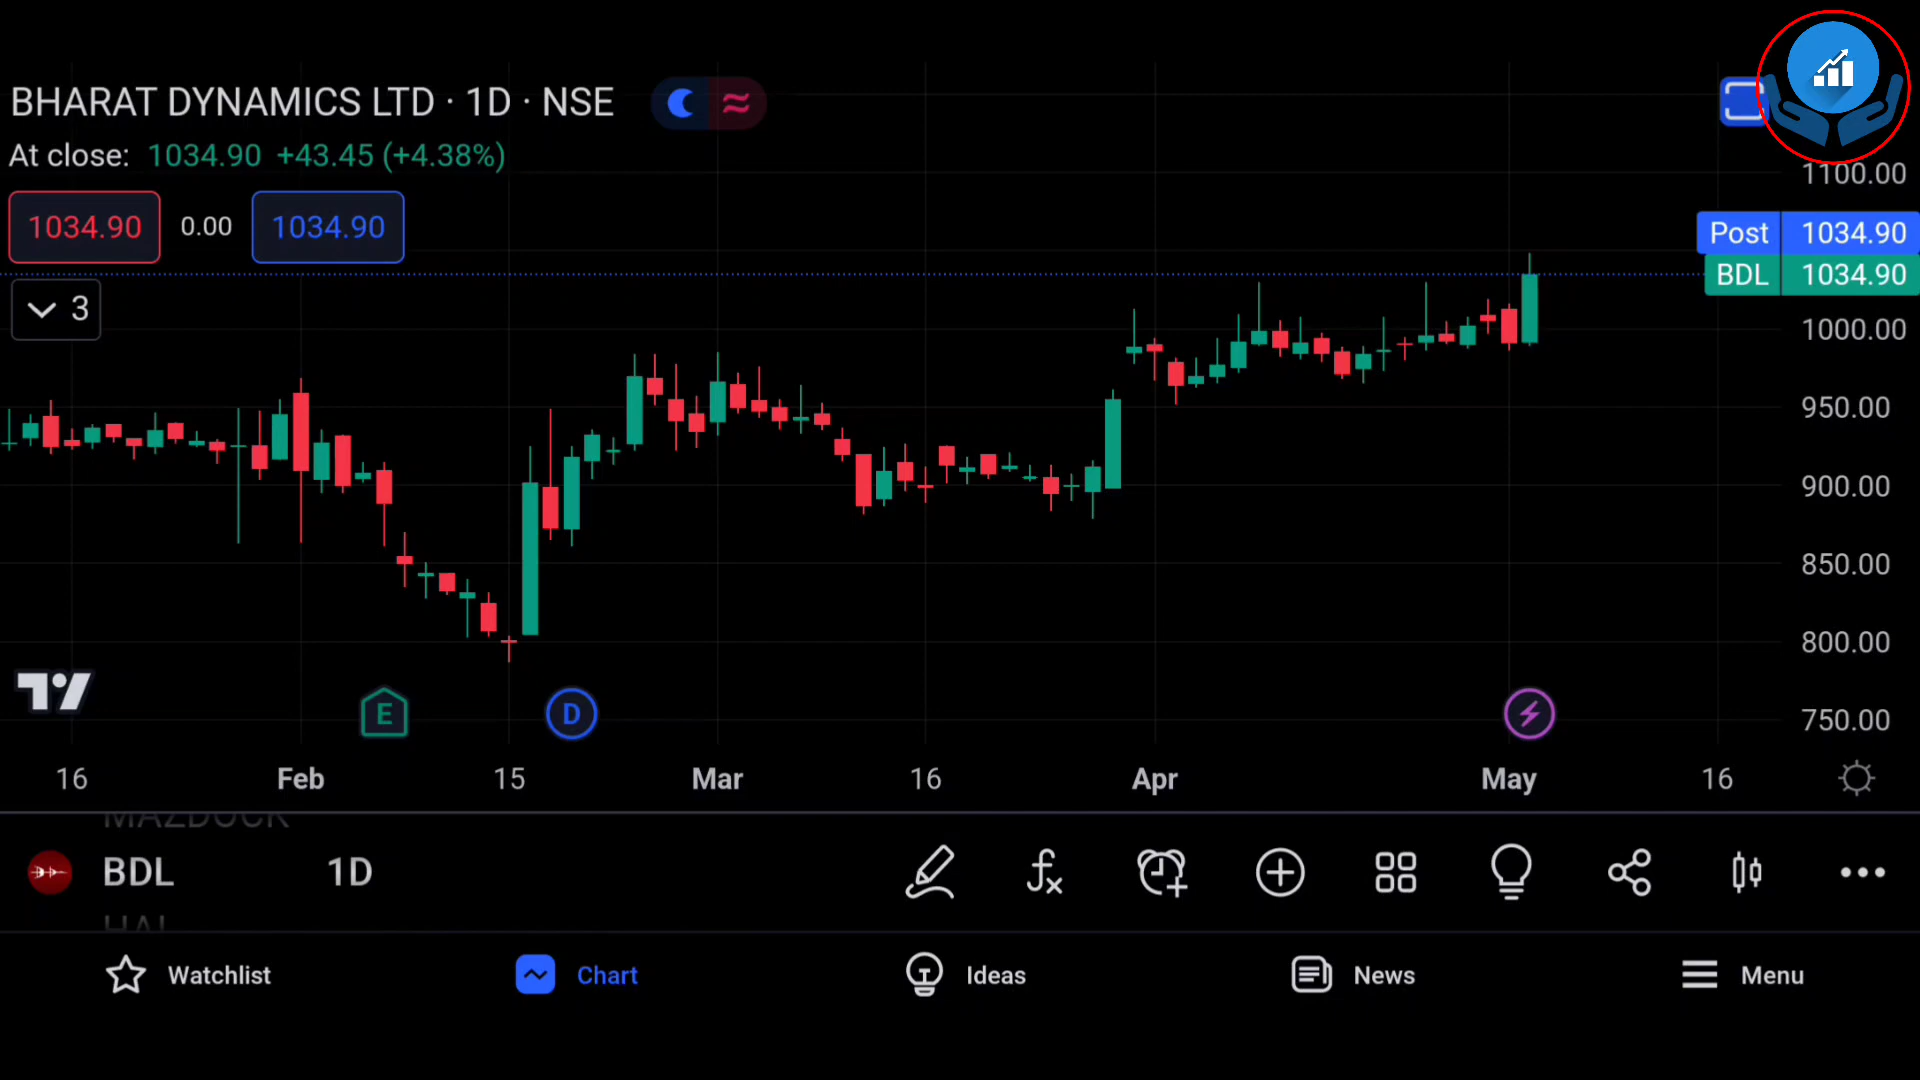 BHARAT DYNAMICS LTD · 1D · NSE
At close: 1034.90 +43.45 (+4.38%)
1034.90 0.00 1034.90
3
1100.00
Post 1034.90
BDL 1034.90
1000.00
950.00
900.00
850.00
800.00
750.00
E D
16 Feb 15 Mar 16 Apr May 16
MAZDOCK
BDL 1D
HAL
Watchlist Chart Ideas News Menu